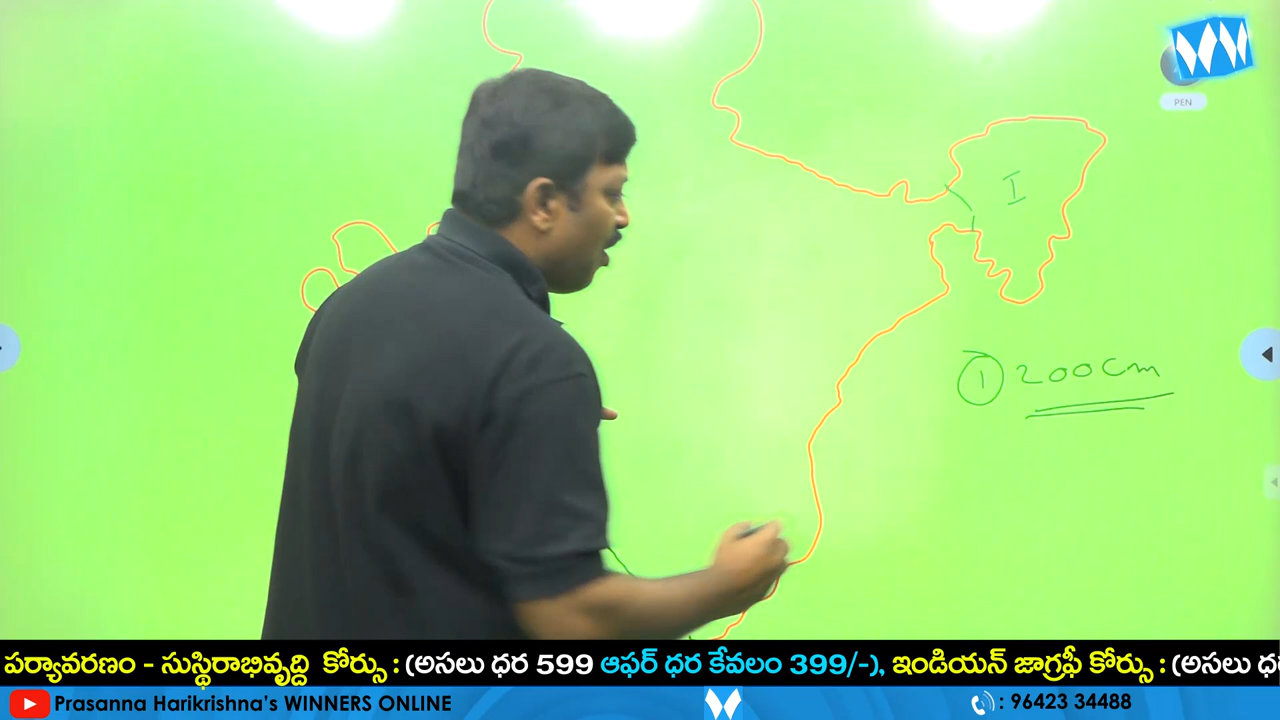 PEN
I
① 200cm
పర్యావరణం - సుస్థిరాభివృద్ది కోర్సు : (అసలు ధర 599 ఆఫర్ ధర కేవలం 399/-), ఇండియన్ జాగ్రఫీ కోర్సు : (అసలు
Prasanna Harikrishna's WINNERS ONLINE
: 96423 34488